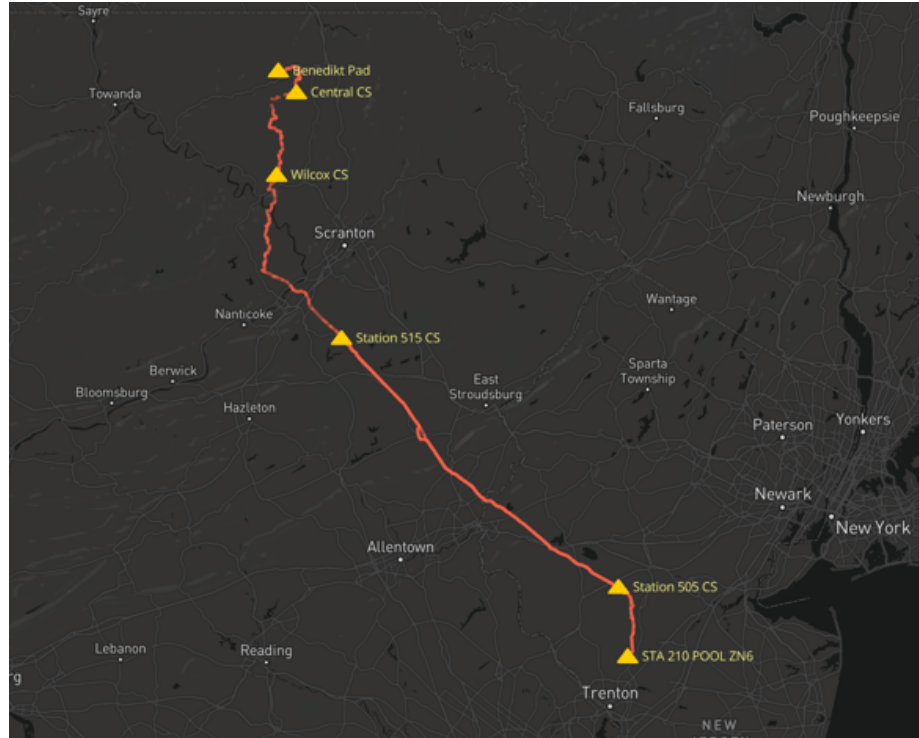 Sayre
Benedikt Pad
Towanda
Central CS
Fallsburg
Poughkeepsie
Wilcox CS
Newburgh
Scranton
Wantage
Nanticoke
Station 515 CS
Berwick
Bloomsburg
East
Stroudsburg
Sparta
Township
Hazleton
Paterson
Yonkers
Newark
New York
Allentown
Station 505 CS
Lebanon
Reading
STA 210 POOL ZN6
rg
Trenton
NEW